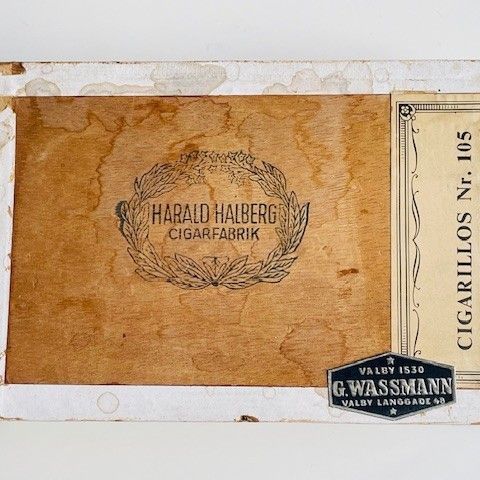 HARALD HALBERG
CIGARFABRIK
CIGARILLOS Nr. 105
VALBY 1530
G. WASSMANN
VALBY LANGGADE 48